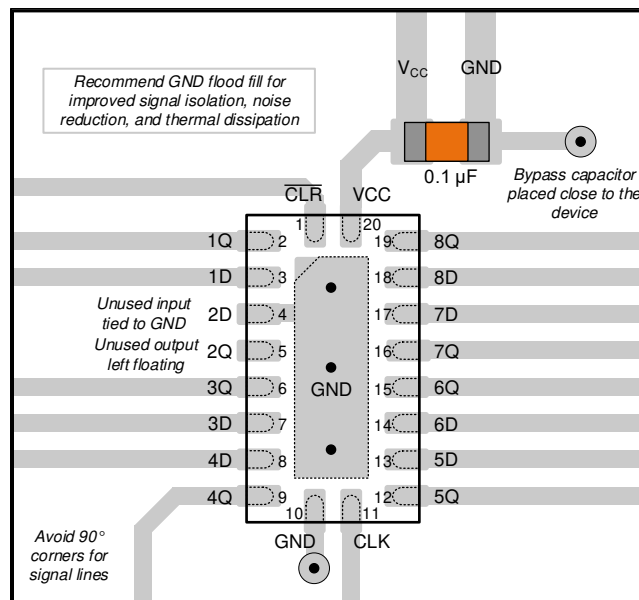 Recommend GND flood fill for
improved signal isolation, noise
reduction, and thermal dissipation
VCC GND
0.1 µF
Bypass capacitor
placed close to the
device
CLR VCC
1 20
1Q 2 19 8Q
1D 3 18 8D
Unused input
tied to GND
2D 4 17 7D
Unused output
left floating
2Q 5 16 7Q
GND
3Q 6 15 6Q
3D 7 14 6D
4D 8 13 5D
4Q 9 12 5Q
10 11
GND CLK
Avoid 90°
corners for
signal lines